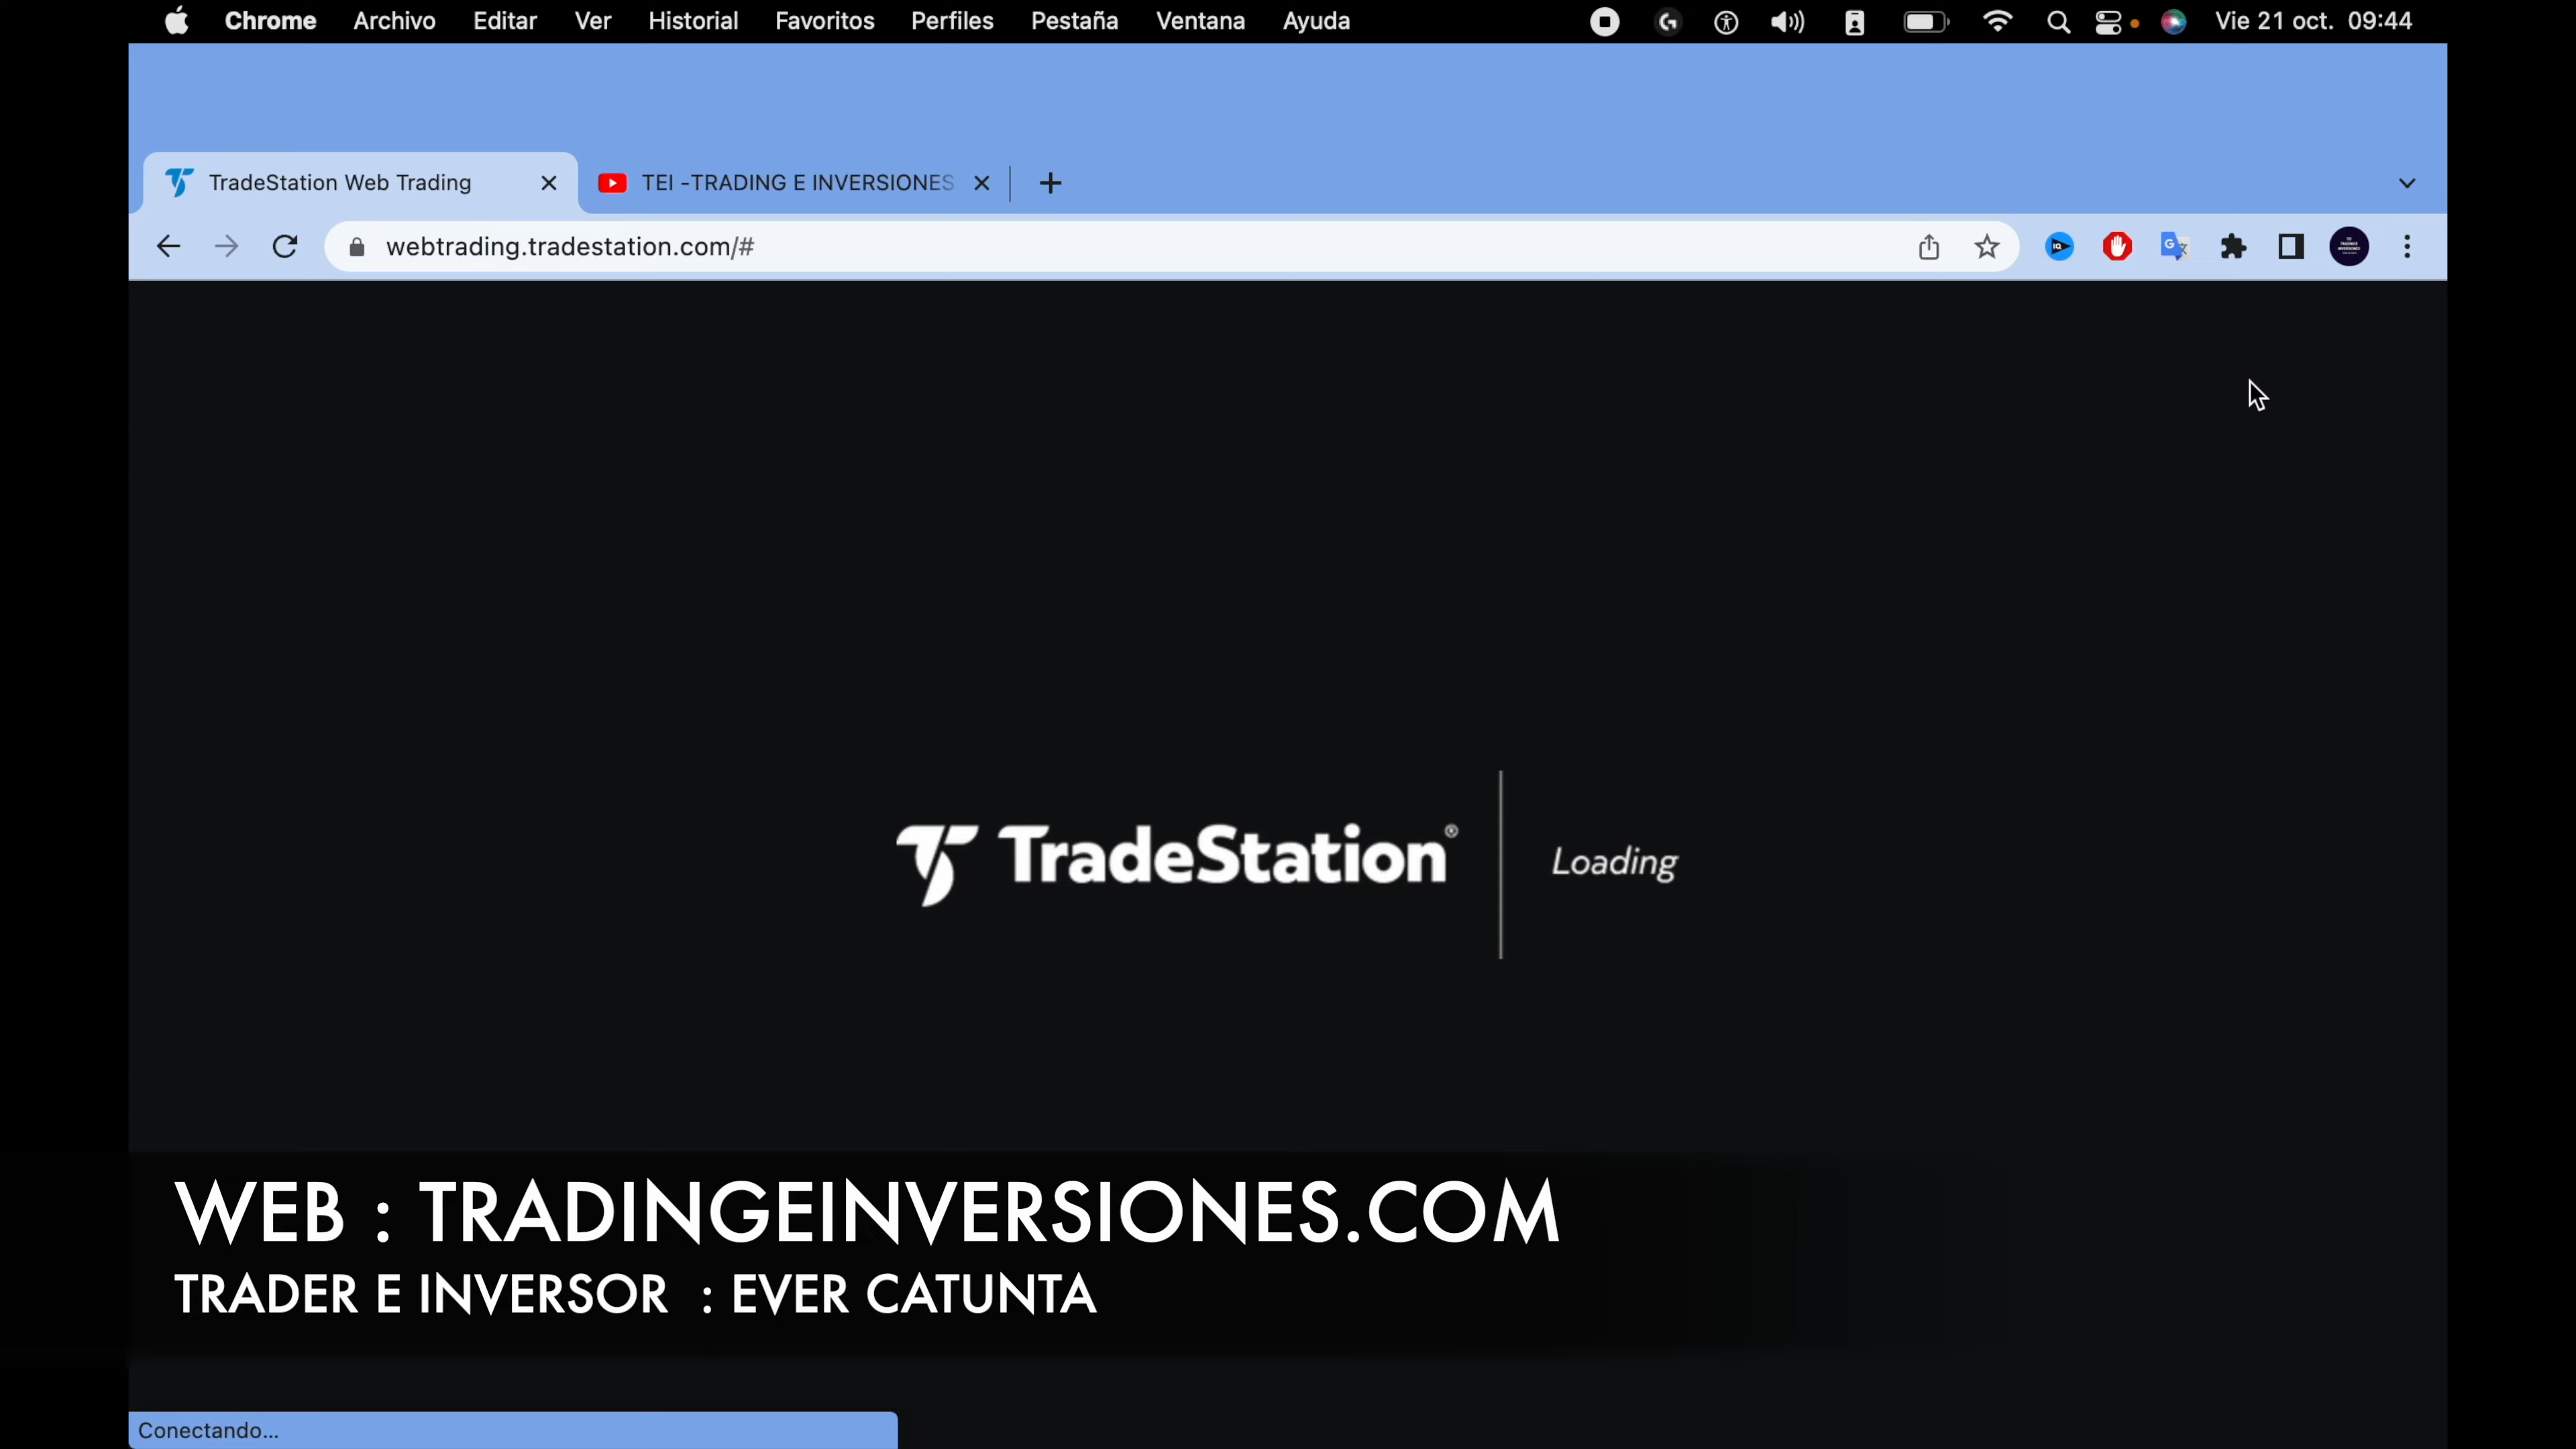 Chrome Archivo Editar Ver Historial Favoritos Perfiles Pestaña Ventana Ayuda Vie 21 oct. 09:44
TradeStation Web Trading TEI -TRADING E INVERSIONES
webtrading.tradestation.com/#
TradeStation® Loading
WEB : TRADINGEINVERSIONES.COM
TRADER E INVERSOR : EVER CATUNTA
Conectando...